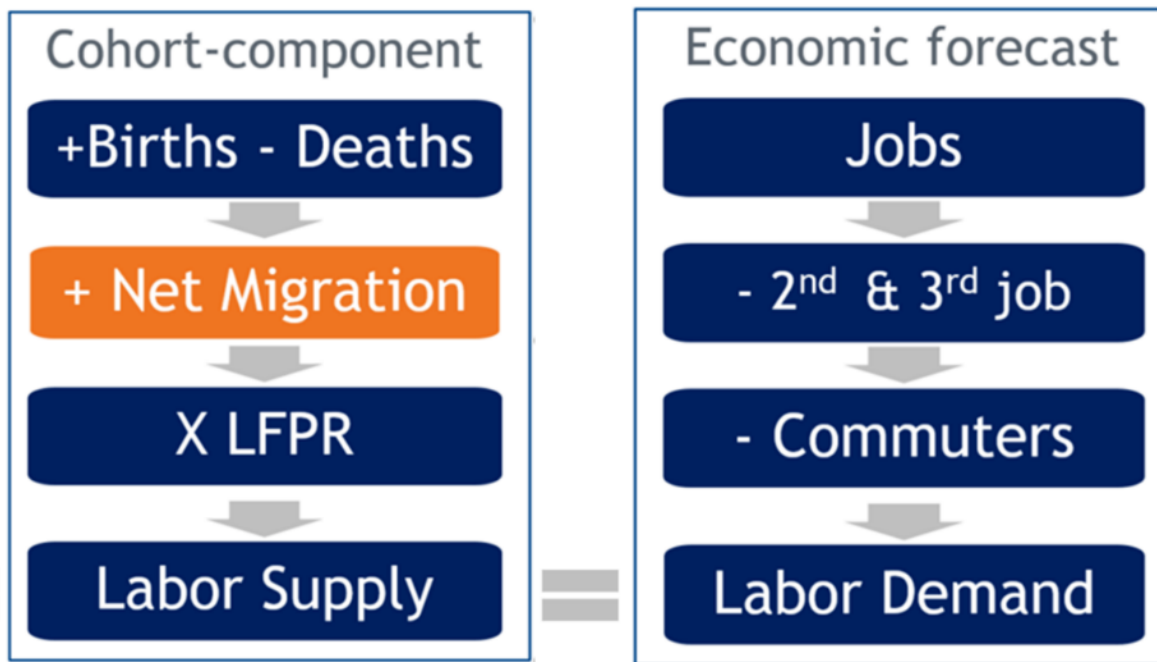 Cohort-component
+Births - Deaths
+ Net Migration
X LFPR
Labor Supply
=
Economic forecast
Jobs
- 2nd & 3rd job
- Commuters
Labor Demand